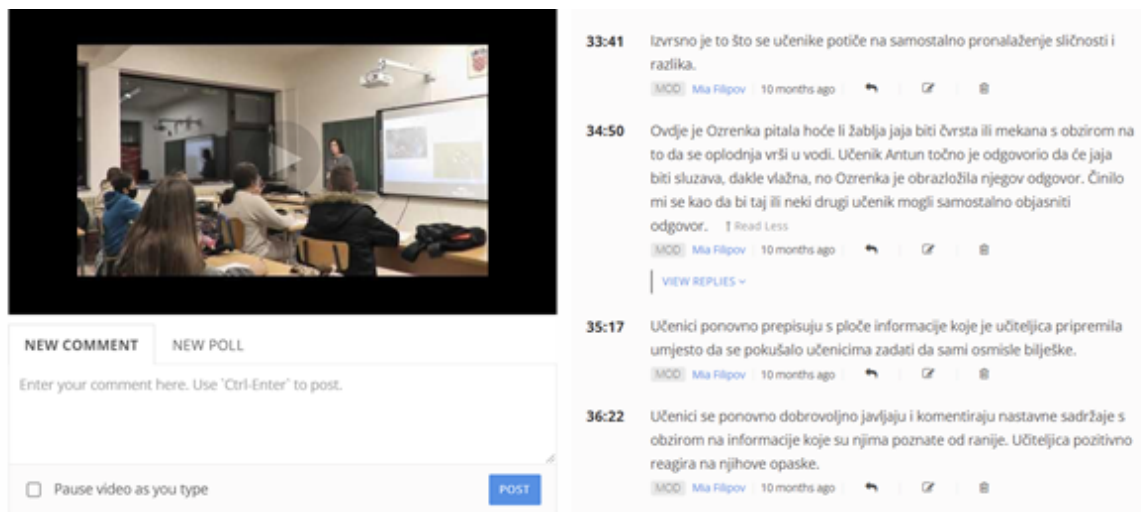 NEW COMMENT
NEW POLL
Enter your comment here. Use `Ctrl-Enter` to post.
Pause video as you type
POST
33:41
Izvrsno je to što se učenike potiče na samostalno pronalaženje sličnosti i
razlika.
MOD Mia Filipov 10 months ago
34:50
Ovdje je Ozrenka pitala hoće li žablja jaja biti čvrsta ili mekana s obzirom na
to da se oplodnja vrši u vodi. Učenik Antun točno je odgovorio da će jaja
biti sluzava, dakle vlažna, no Ozrenka je obrazložila njegov odgovor. Činilo
mi se kao da bi taj ili neki drugi učenik mogli samostalno objasniti
odgovor. Read Less
MOD Mia Filipov 10 months ago
VIEW REPLIES
35:17
Učenici ponovno prepisuju s ploče informacije koje je učiteljica pripremila
umjesto da se pokušalo učenicima zadati da sami osmisle bilješke.
MOD Mia Filipov 10 months ago
36:22
Učenici se ponovno dobrovoljno javljaju i komentiraju nastavne sadržaje s
obzirom na informacije koje su njima poznate od ranije. Učiteljica pozitivno
reagira na njihove opaske.
MOD Mia Filipov 10 months ago